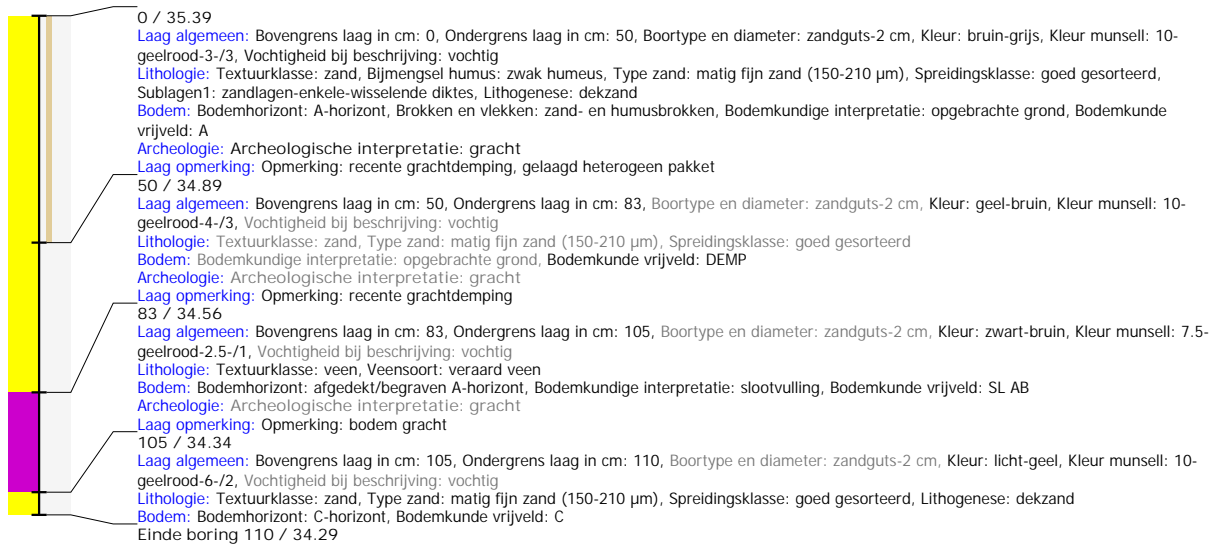 0 / 35.39
Laag algemeen: Bovengrens laag in cm: 0, Ondergrens laag in cm: 50, Boortype en diameter: zandguts-2 cm, Kleur: bruin-grijs, Kleur munsell: 10-
geelrood-3-/3, Vochtigheid bij beschrijving: vochtig
Lithologie: Textuurklasse: zand, Bijmengsel humus: zwak humeus, Type zand: matig fijn zand (150-210 µm), Spreidingsklasse: goed gesorteerd,
Sublagen1: zandlagen-enkele-wisselende diktes, Lithogenese: dekzand
Bodem: Bodemhorizont: A-horizont, Brokken en vlekken: zand- en humusbrokken, Bodemkundige interpretatie: opgebrachte grond, Bodemkunde
vrijveld: A
Archeologie: Archeologische interpretatie: gracht
Laag opmerking: Opmerking: recente grachtdemping, gelaagd heterogeen pakket
50 / 34.89
Laag algemeen: Bovengrens laag in cm: 50, Ondergrens laag in cm: 83, Boortype en diameter: zandguts-2 cm, Kleur: geel-bruin, Kleur munsell: 10-
geelrood-4-/3, Vochtigheid bij beschrijving: vochtig
Lithologie: Textuurklasse: zand, Type zand: matig fijn zand (150-210 µm), Spreidingsklasse: goed gesorteerd
Bodem: Bodemkundige interpretatie: opgebrachte grond, Bodemkunde vrijveld: DEMP
Archeologie: Archeologische interpretatie: gracht
Laag opmerking: Opmerking: recente grachtdemping
83 / 34.56
Laag algemeen: Bovengrens laag in cm: 83, Ondergrens laag in cm: 105, Boortype en diameter: zandguts-2 cm, Kleur: zwart-bruin, Kleur munsell: 7.5-
geelrood-2.5-/1, Vochtigheid bij beschrijving: vochtig
Lithologie: Textuurklasse: veen, Veensoort: veraard veen
Bodem: Bodemhorizont: afgedekt/begraven A-horizont, Bodemkundige interpretatie: slootvulling, Bodemkunde vrijveld: SL AB
Archeologie: Archeologische interpretatie: gracht
Laag opmerking: Opmerking: bodem gracht
105 / 34.34
Laag algemeen: Bovengrens laag in cm: 105, Ondergrens laag in cm: 110, Boortype en diameter: zandguts-2 cm, Kleur: licht-geel, Kleur munsell: 10-
geelrood-6-/2, Vochtigheid bij beschrijving: vochtig
Lithologie: Textuurklasse: zand, Type zand: matig fijn zand (150-210 µm), Spreidingsklasse: goed gesorteerd, Lithogenese: dekzand
Bodem: Bodemhorizont: C-horizont, Bodemkunde vrijveld: C
Einde boring 110 / 34.29